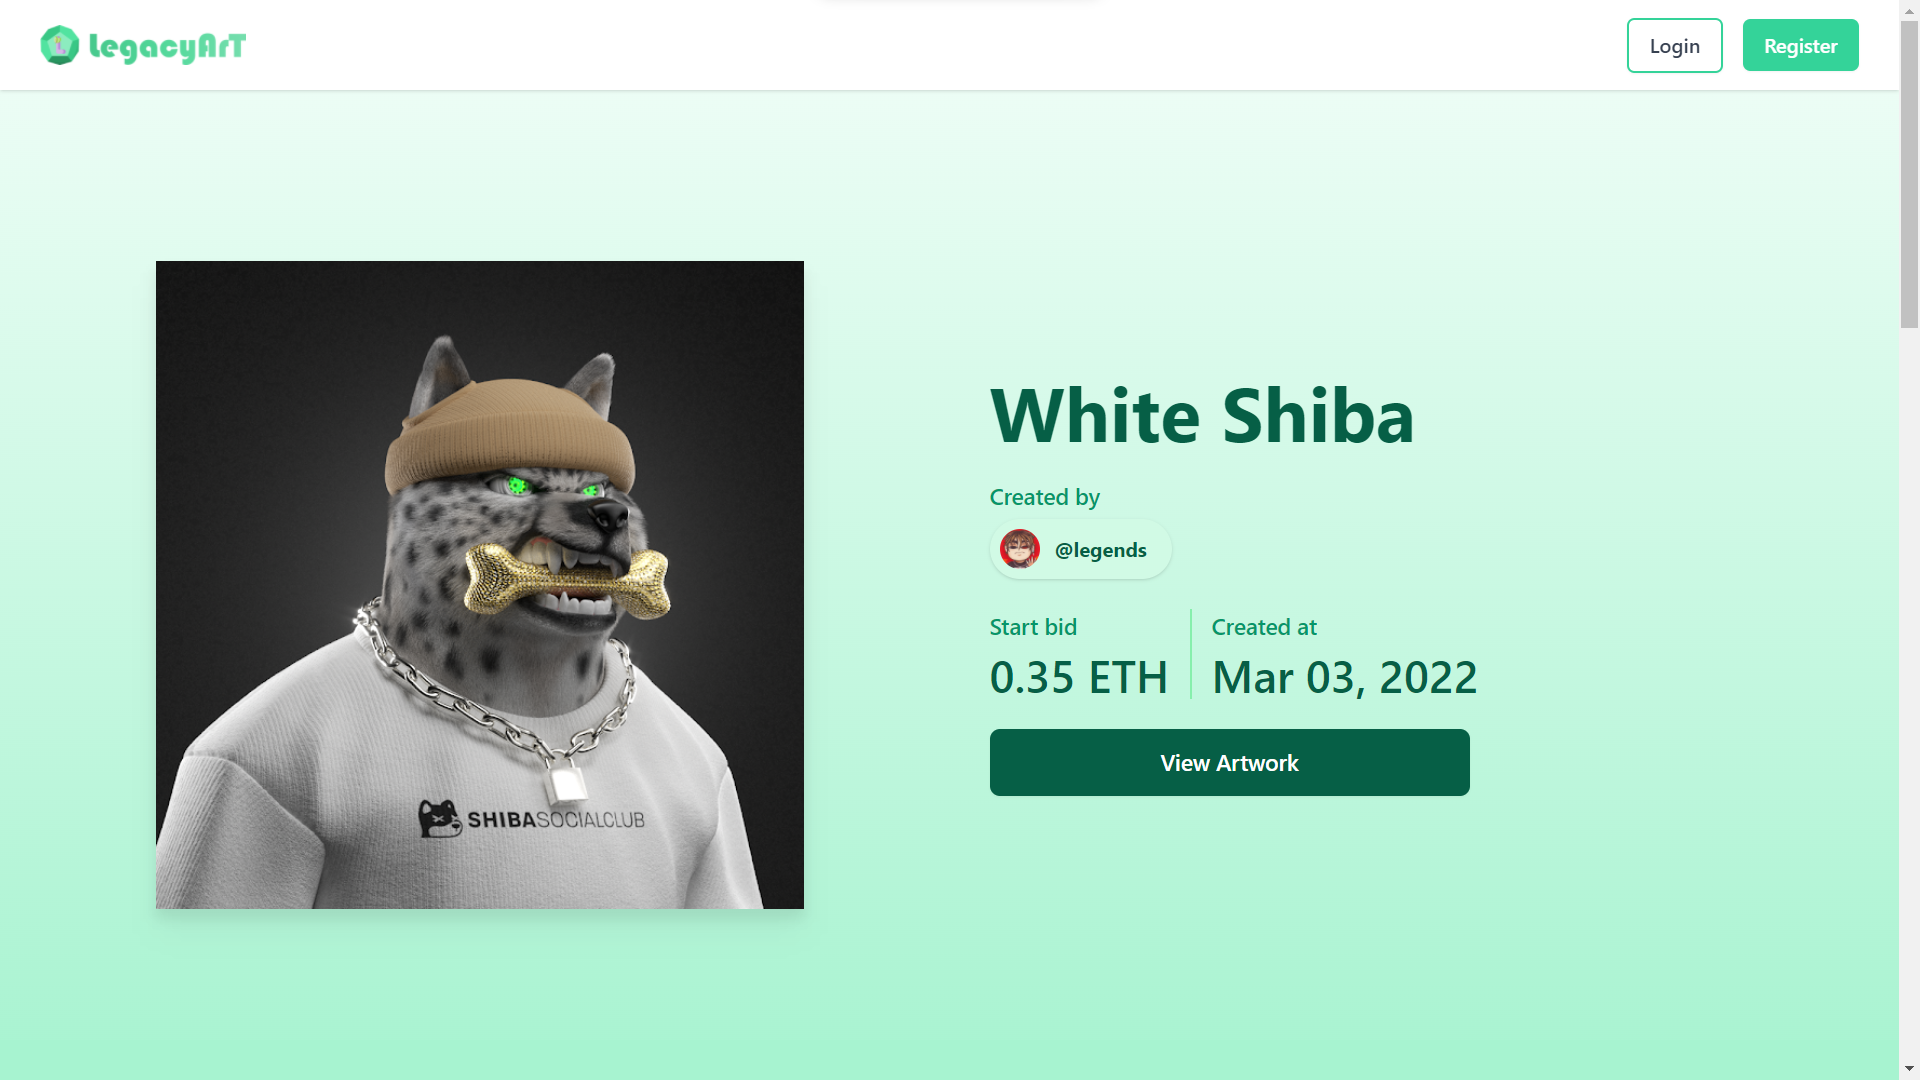 LegacyArT
Login
Register
White Shiba
Created by
@legends
Start bid
0.35 ETH
Created at
Mar 03, 2022
View Artwork
SHIBASOCIALCLUB